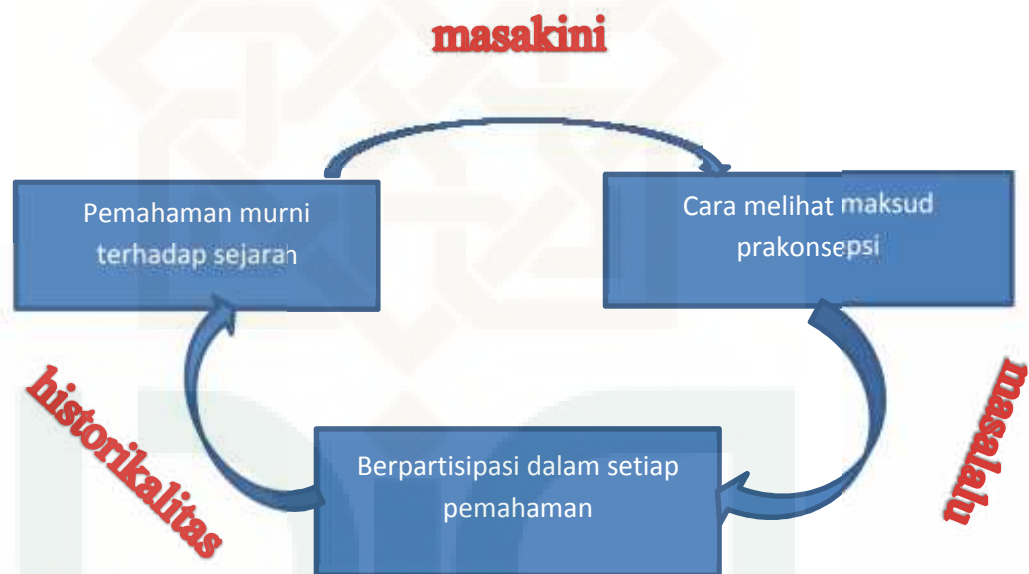 masakini
Pemahaman murni
terhadap sejarah
Cara melihat maksud
prakonsepsi
historikalitas
masalalu
Berpartisipasi dalam setiap
pemahaman